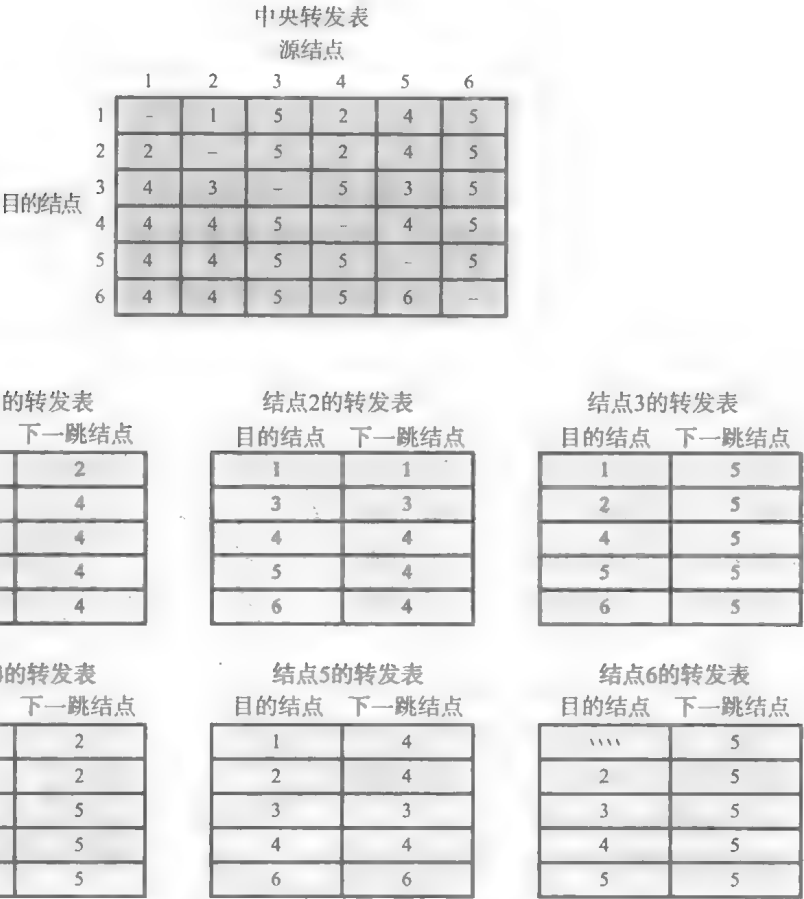 中央转发表
源结点
1 2 3 4 5 6
1 - 1 5 2 4 5
2 2 - 5 2 4 5
目的结点 3 4 3 - 5 3 5
4 4 4 5 - 4 5
5 4 4 5 5 - 5
6 4 4 5 5 6 -
的转发表 结点2的转发表 结点3的转发表
下一跳结点 目的结点 下一跳结点 目的结点 下一跳结点
2 1 1 1 5
4 3 3 2 5
4 4 4 4 5
4 5 4 5 5
4 6 4 6 5
的转发表 结点5的转发表 结点6的转发表
下一跳结点 目的结点 下一跳结点 目的结点 下一跳结点
2 1 4 5
2 2 4 2 5
5 3 3 3 5
5 4 4 4 5
5 6 6 5 5